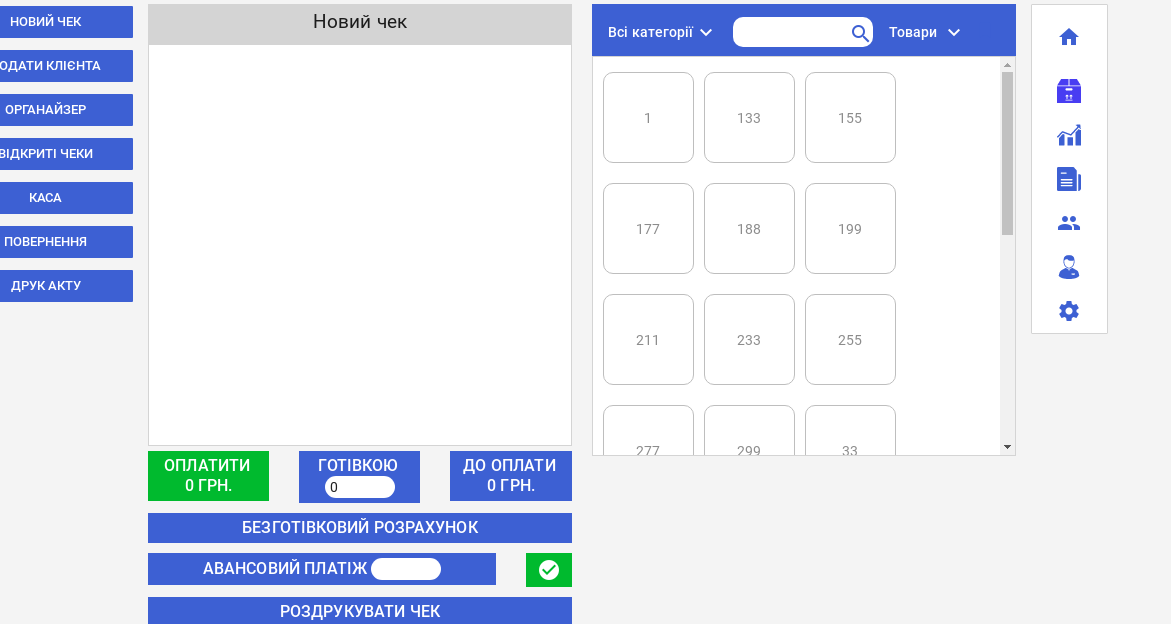 НОВИЙ ЧЕК
ОДАТИ КЛІЄНТА
ОРГАНАЙЗЕР
ВІДКРИТІ ЧЕКИ
КАСА
ПОВЕРНЕННЯ
ДРУК АКТУ
Новий чек
ОПЛАТИТИ
0 ГРН.
ГОТІВКОЮ
0
ДО ОПЛАТИ
0 ГРН.
БЕЗГОТІВКОВИЙ РОЗРАХУНОК
АВАНСОВИЙ ПЛАТІЖ
РОЗДРУКУВАТИ ЧЕК
Всі категорії
Товари
1 133 155
177 188 199
211 233 255
277 299 33